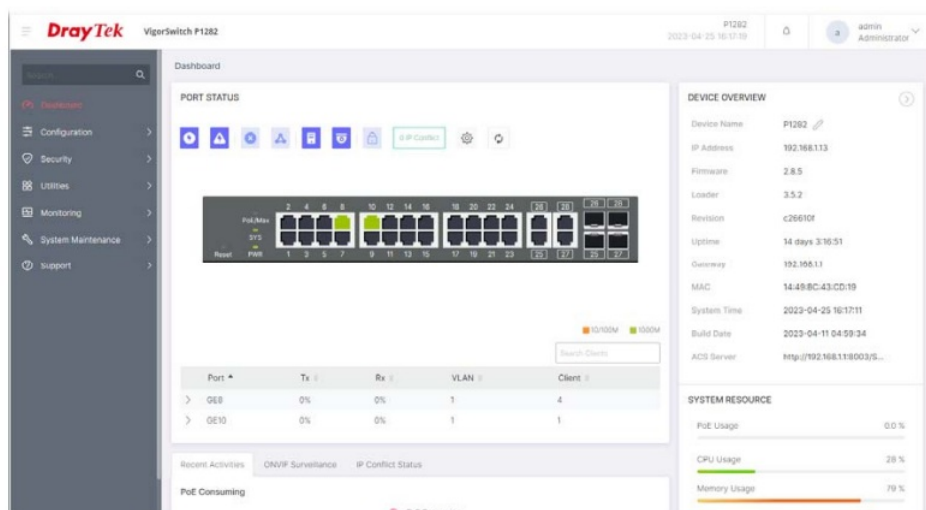 DrayTek VigorSwitch P1282
P1282
2023-04-25 16:17:19
a
admin
Administrator
Search
Dashboard
Configuration
Security
Utilities
Monitoring
System Maintenance
Support
Dashboard
PORT STATUS
0 IP Conflict
2 4 6 8 10 12 14 16 18 20 22 24 26 28 26 28
PoE/Max
SYS
Reset PWR 1 3 5 7 9 11 13 15 17 19 21 23 25 27 25 27
10/100M 1000M
Search Clients
Port Tx Rx VLAN Client
GE8 0% 0% 1 4
GE10 0% 0% 1 1
Recent Activities ONVIF Surveillance IP Conflict Status
PoE Consuming
DEVICE OVERVIEW
Device Name P1282
IP Address 192.168.1.13
Firmware 2.8.5
Loader 3.5.2
Revision c26610f
Uptime 14 days 3:16:51
Gateway 192.168.1.1
MAC 14:49:BC:43:CD:19
System Time 2023-04-25 16:17:11
Build Date 2023-04-11 04:59:34
ACS Server http://192.168.1.1:8003/S...
SYSTEM RESOURCE
PoE Usage 0.0 %
CPU Usage 28 %
Memory Usage 79 %